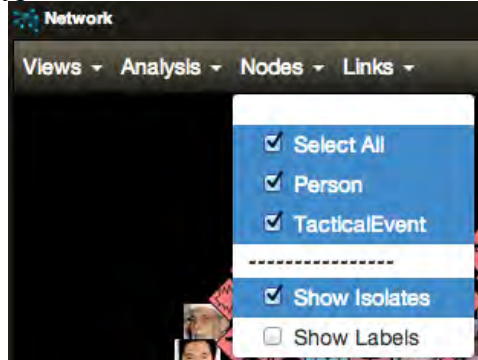 Network
Views Analysis Nodes Links
Select All
Person
TacticalEvent
----------------
Show Isolates
Show Labels